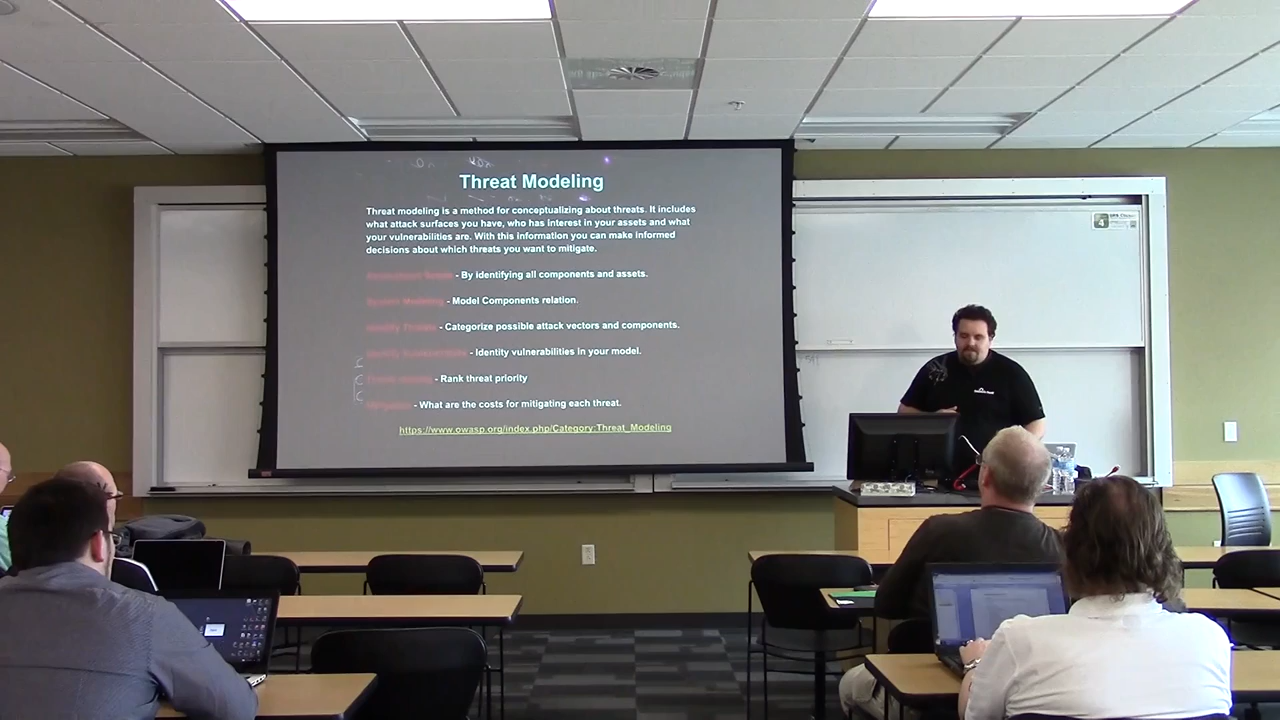 Threat Modeling
Threat modeling is a method for conceptualizing about threats. It includes
what attack surfaces you have, who has interest in your assets and what
your vulnerabilities are. With this information you can make informed
decisions about which threats you want to mitigate.
- By identifying all components and assets.
- Model Components relation.
- Categorize possible attack vectors and components.
- Identify vulnerabilities in your model.
- Rank threat priority
- What are the costs for mitigating each threat.
https://www.owasp.org/index.php/Category:Threat_Modeling
4